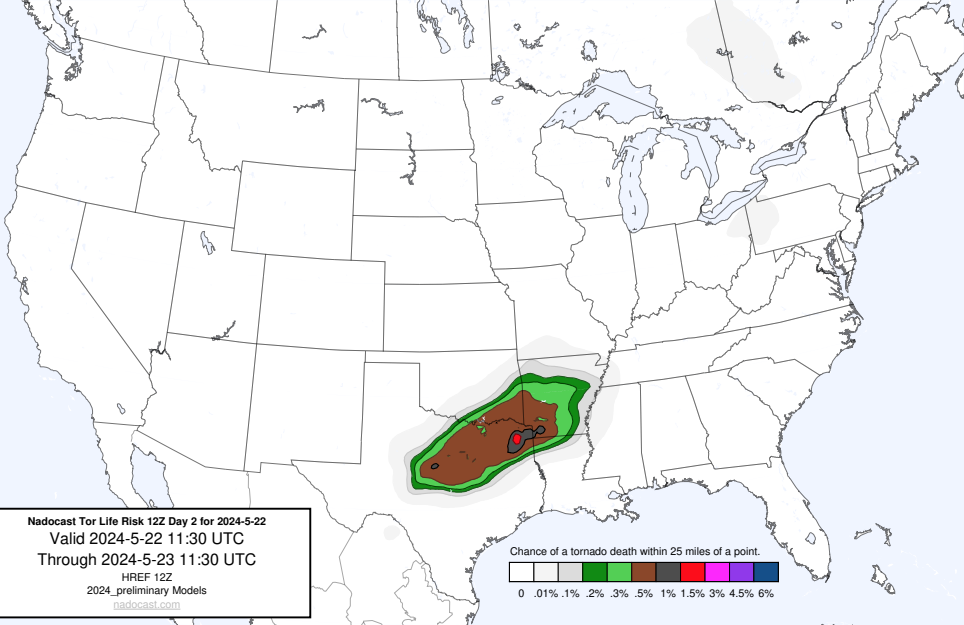 Nadocast Tor Life Risk 12Z Day 2 for 2024-5-22
Valid 2024-5-22 11:30 UTC
Through 2024-5-23 11:30 UTC
HREF 12Z
2024_preliminary Models
nadocast.com
Chance of a tornado death within 25 miles of a point.
0 .01% .1% .2% .3% .5% 1% 1.5% 3% 4.5% 6%